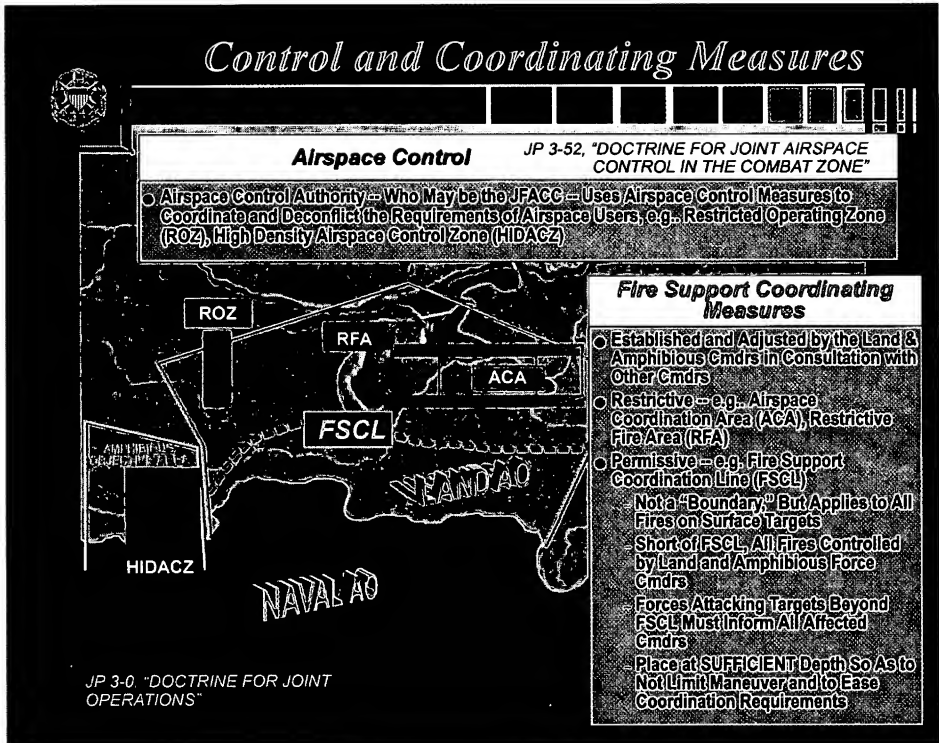 Control and Coordinating Measures
Airspace Control
JP 3-52, "DOCTRINE FOR JOINT AIRSPACE
CONTROL IN THE COMBAT ZONE"
Airspace Control Authority -- Who May be the JFACC -- Uses Airspace Control Measures to
Coordinate and Deconflict the Requirements of Airspace Users, e.g.. Restricted Operating Zone
(ROZ), High Density Airspace Control Zone (HIDACZ)
ROZ
RFA
ACA
FSCL
AMPHIBIOUS
OBJECTIVE AREA
LAND AO
HIDACZ
NAVAL AO
JP 3-0, "DOCTRINE FOR JOINT
OPERATIONS"
Fire Support Coordinating
Measures
Established and Adjusted by the Land &
Amphibious Cmdrs in Consultation with
Other Cmdrs
Restrictive -- e.g.. Airspace
Coordination Area (ACA), Restrictive
Fire Area (RFA)
Permissive -- e.g. Fire Support
Coordination Line (FSCL)
- Not a "Boundary," But Applies to All
Fires on Surface Targets
- Short of FSCL, All Fires Controlled
by Land and Amphibious Force
Cmdrs
- Forces Attacking Targets Beyond
FSCL Must Inform All Affected
Cmdrs
- Place at SUFFICIENT Depth So As to
Not Limit Maneuver and to Ease
Coordination Requirements